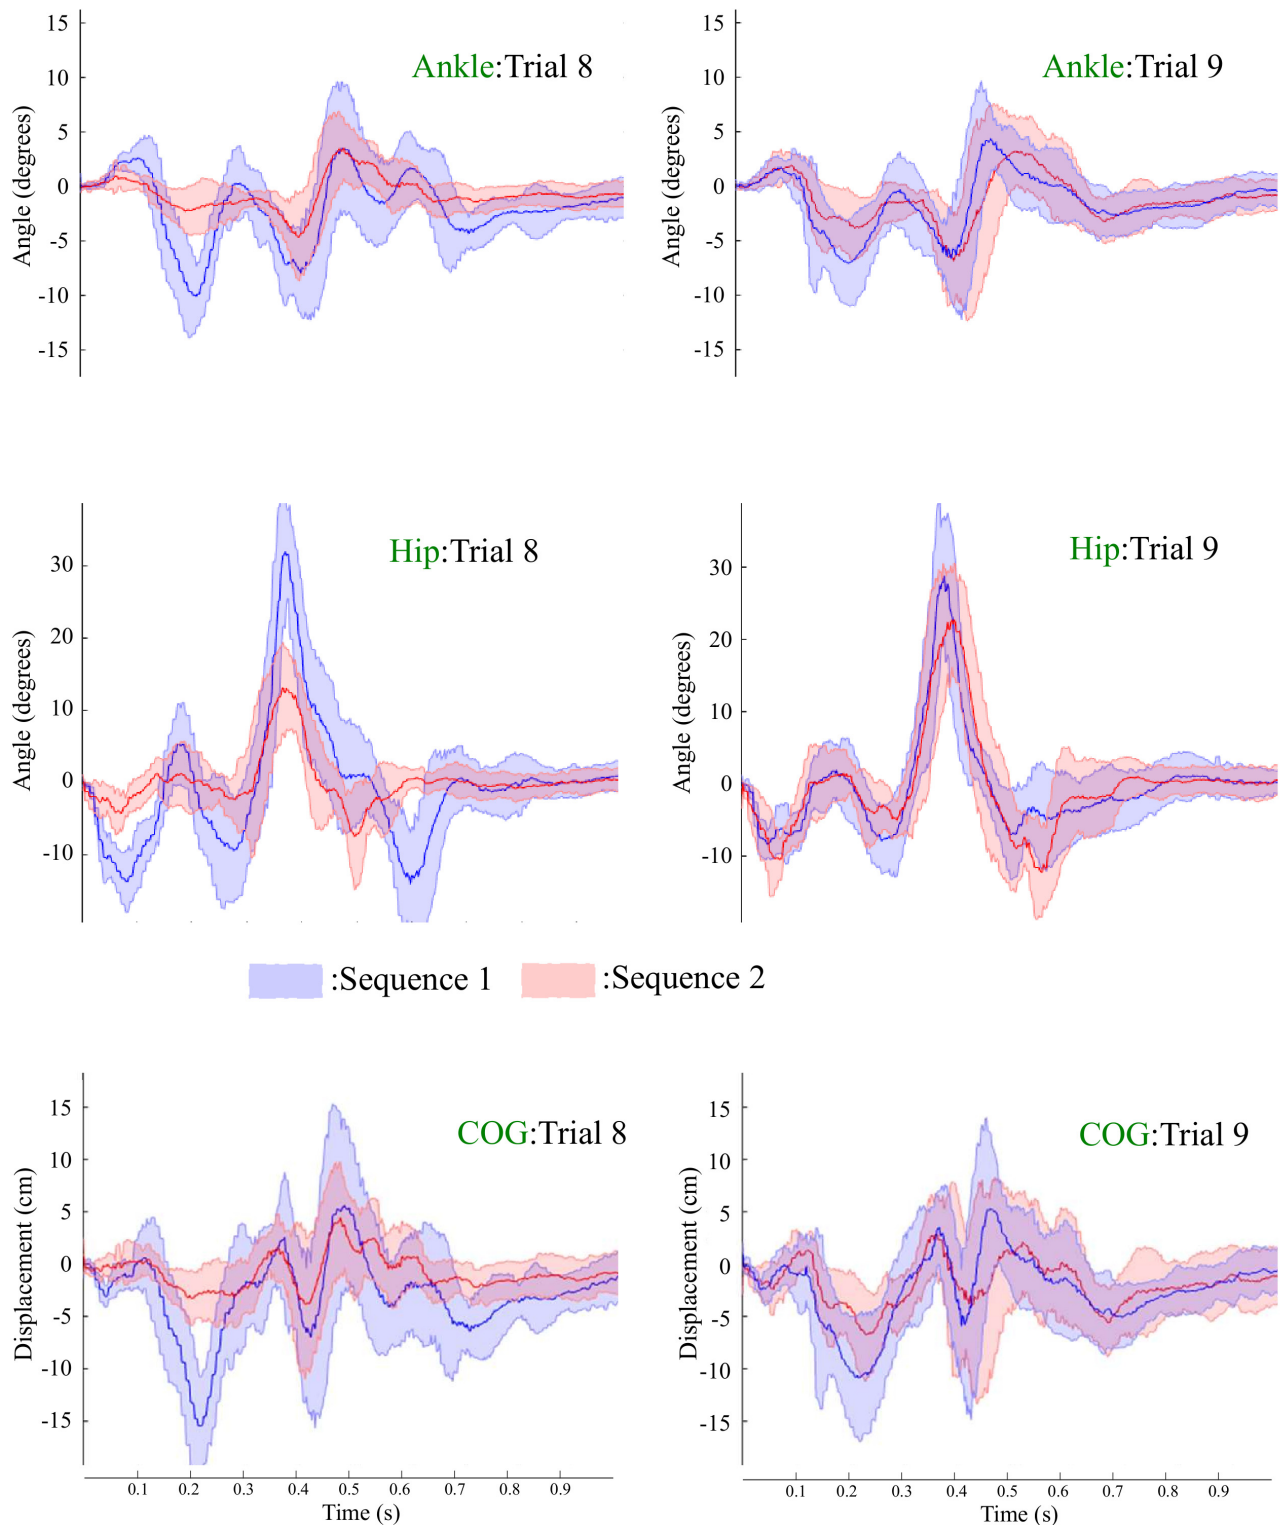 Ankle:Trial 8
Angle (degrees)
15
10
5
0
-5
-10
-15
Ankle:Trial 9
Angle (degrees)
15
10
5
0
-5
-10
-15
Hip:Trial 8
Angle (degrees)
30
20
10
0
-10
Hip:Trial 9
Angle (degrees)
30
20
10
0
-10
:Sequence 1 :Sequence 2
COG:Trial 8
Displacement (cm)
15
10
5
0
-5
-10
-15
0.1 0.2 0.3 0.4 0.5 0.6 0.7 0.8 0.9
Time (s)
COG:Trial 9
Displacement (cm)
15
10
5
0
-5
-10
-15
0.1 0.2 0.3 0.4 0.5 0.6 0.7 0.8 0.9
Time (s)